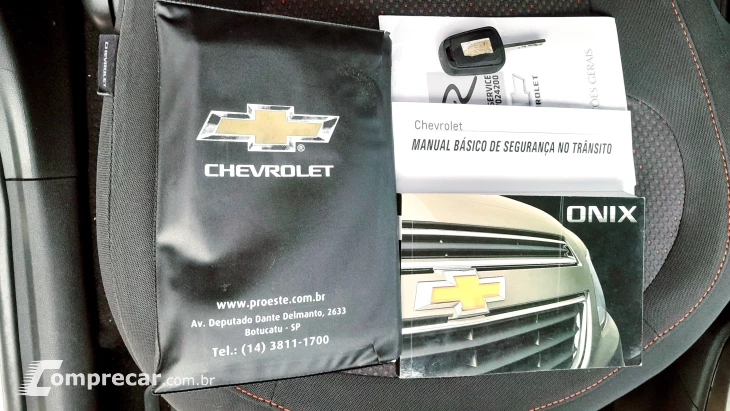 CHEVROLET
CHEVROLET
www.proeste.com.br
Av. Deputado Dante Delmanto, 2633
Botucatu - SP
Tel.: (14) 3811-1700
SERVICE
CHEVROLET
Chevrolet
MANUAL BÁSICO DE SEGURANÇA NO TRÂNSITO
ONIX
Comprecar.com.br